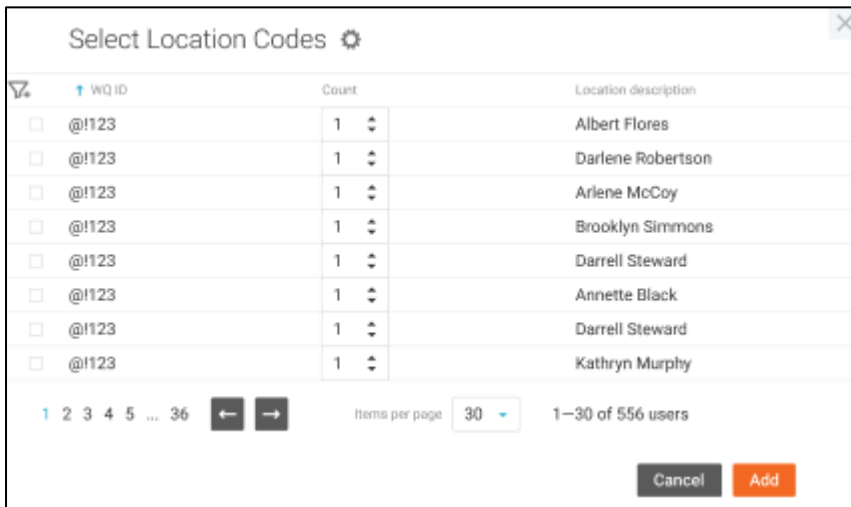 Select Location Codes
↑ WQ ID Count Location description
@!123 1 Albert Flores
@!123 1 Darlene Robertson
@!123 1 Arlene McCoy
@!123 1 Brooklyn Simmons
@!123 1 Darrell Steward
@!123 1 Annette Black
@!123 1 Darrell Steward
@!123 1 Kathryn Murphy
1 2 3 4 5 ... 36 ← → Items per page 30 1–30 of 556 users
Cancel Add